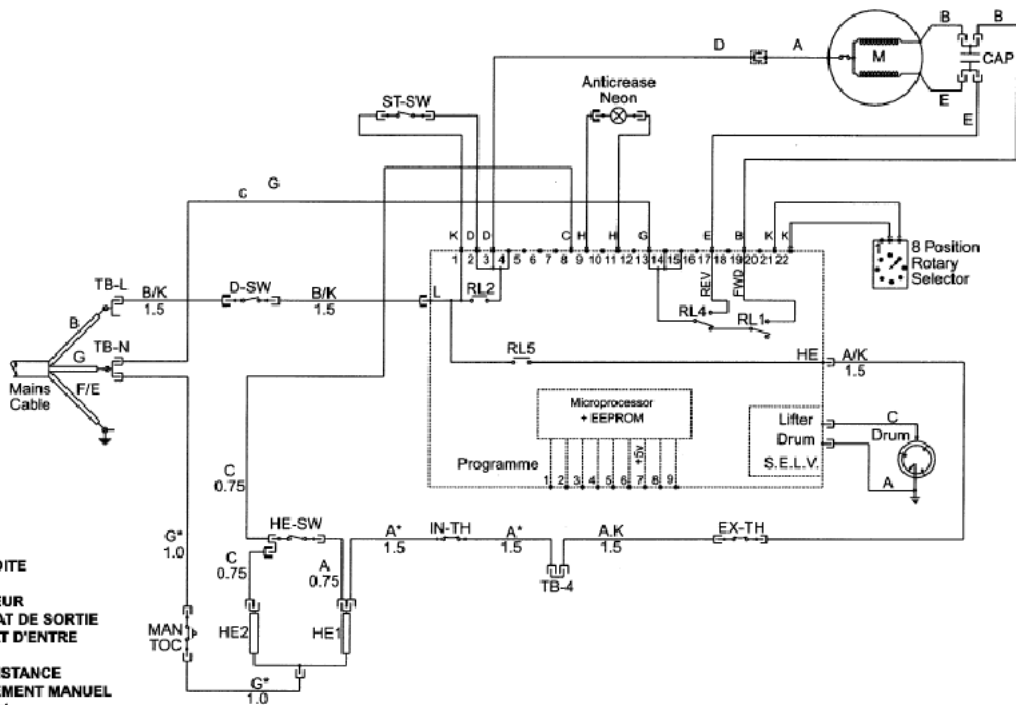 B
B
D
A
M
CAP
E
E
Anticrease
Neon
ST-SW
G
C
K D D C H H G E B K K
1 2 3 4 5 6 7 8 9 10 11 12 13 14 15 16 17 18 19 20 21 22
1
8 Position
Rotary
Selector
TB-L
B/K
1.5
D-SW
B/K
1.5
L
RL2
REV
FWD
RL4
RL1
B
TB-N
G
F/E
Mains
Cable
RL5
HE
A/K
1.5
Microprocessor
+ EEPROM
Lifter
Drum
S.E.L.V.
C
Drum
A
Programme
1 2 3 4 5 6 7 8 9
C
0.75
HE-SW
A*
1.5
IN-TH
A*
1.5
A.K
1.5
EX-TH
TB-4
G*
1.0
C
0.75
A
0.75
OITE
EUR
AT DE SORTIE
T D'ENTRE
MAN
TOC
HE2
HE1
ISTANCE
EMENT MANUEL
G*
1.0